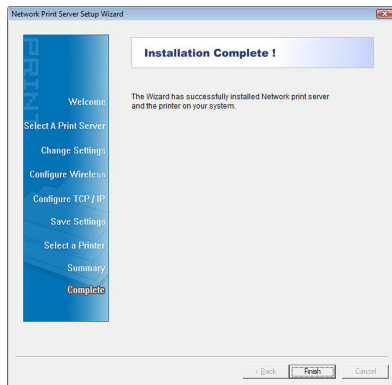 Network Print Server Setup Wizard
PRINT
Installation Complete !
The Wizard has successfully installed Network print server
and the printer on your system.
Welcome
Select A Print Server
Change Settings
Configure Wireless
Configure TCP / IP
Save Settings
Select a Printer
Summary
Complete
< Back
Finish
Cancel